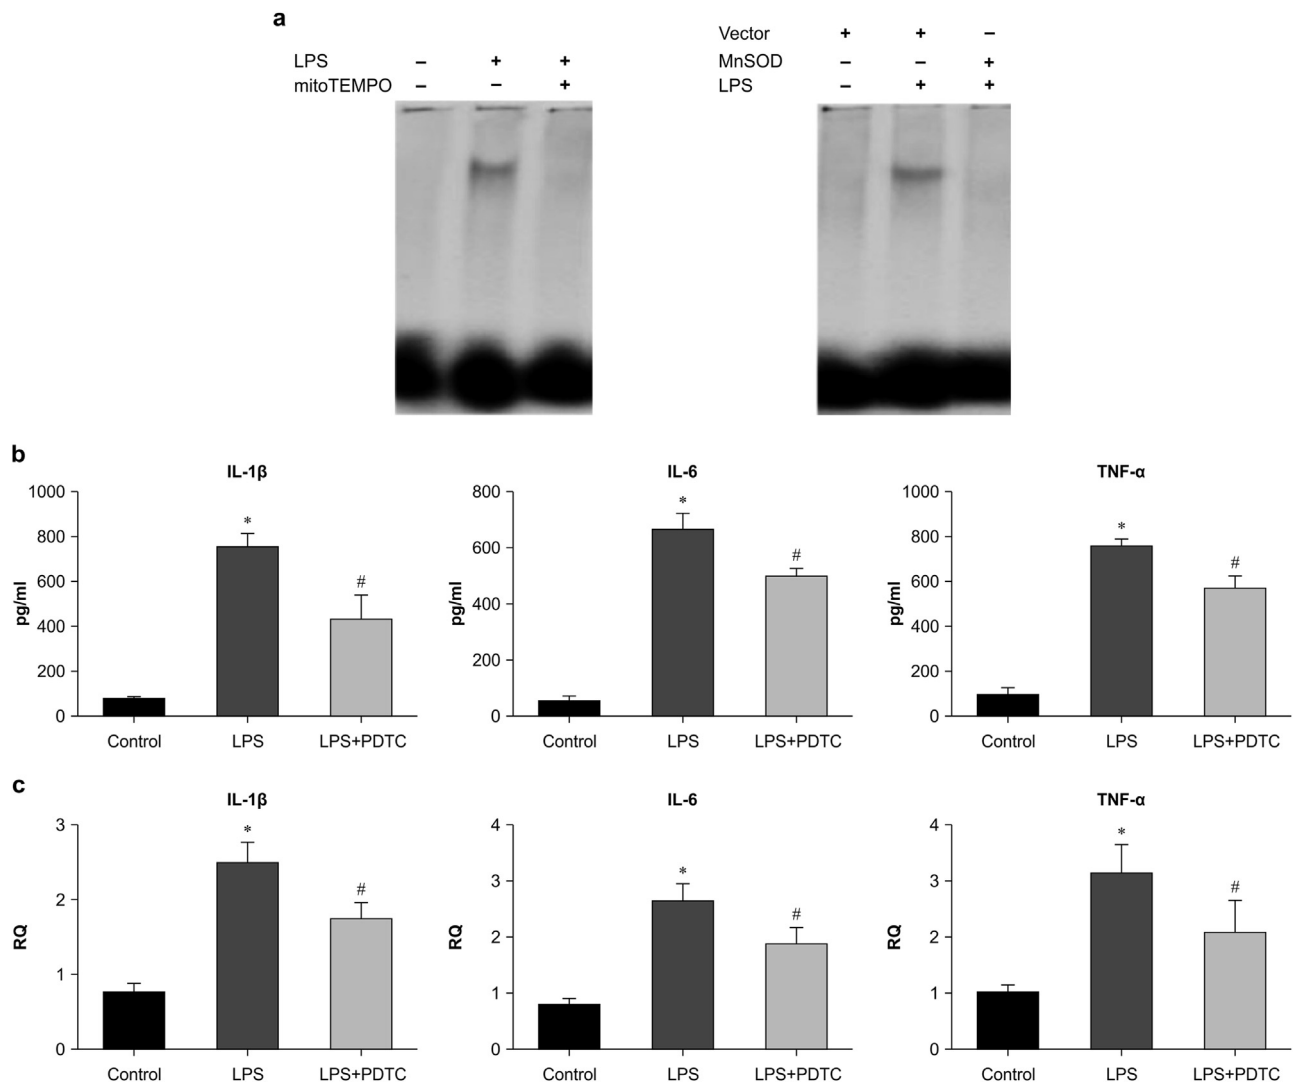 a
LPS – + +
mitoTEMPO – – +
Vector + + –
MnSOD – – +
LPS – + +
b
IL-1β
1000
800
600
400
200
0
pg/ml
*
#
Control LPS LPS+PDTC
IL-6
800
600
400
200
0
pg/ml
*
#
Control LPS LPS+PDTC
TNF-α
1000
800
600
400
200
0
pg/ml
*
#
Control LPS LPS+PDTC
c
IL-1β
3
2
1
0
RQ
*
#
Control LPS LPS+PDTC
IL-6
4
3
2
1
0
RQ
*
#
Control LPS LPS+PDTC
TNF-α
4
3
2
1
0
RQ
*
#
Control LPS LPS+PDTC